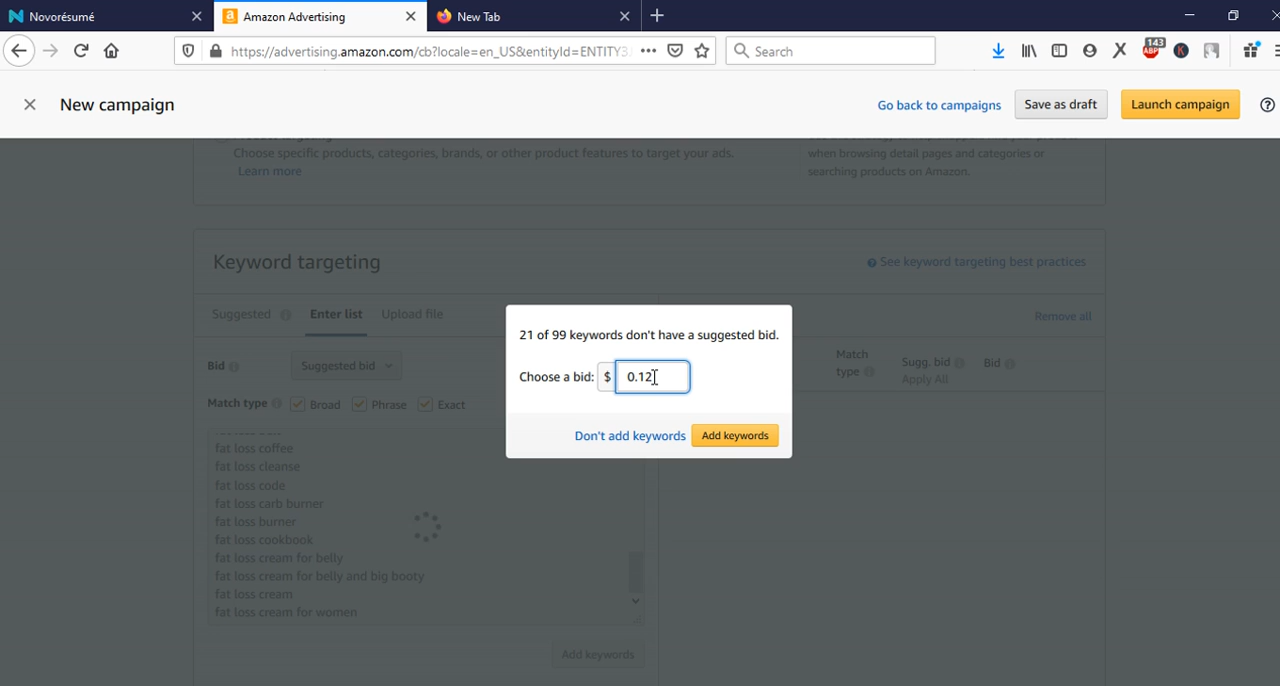 Novorésumé
Amazon Advertising
New Tab
https://advertising.amazon.com/cb?locale=en_US&entityId=ENTITY3
Search
143
ABP
New campaign
Go back to campaigns
Save as draft
Launch campaign
Choose specific products, categories, brands, or other product features to target your ads.
Learn more
when browsing detail pages and categories or
searching products on Amazon.
Keyword targeting
See keyword targeting best practices
Suggested
Enter list
Upload file
Remove all
Bid
Suggested bid
Match type
Broad
Phrase
Exact
Match
type
Sugg. bid
Apply All
Bid
21 of 99 keywords don't have a suggested bid.
Choose a bid:
$
0.12
Don't add keywords
Add keywords
fat loss coffee
fat loss cleanse
fat loss code
fat loss carb burner
fat loss burner
fat loss cookbook
fat loss cream for belly
fat loss cream for belly and big booty
fat loss cream
fat loss cream for women
Add keywords